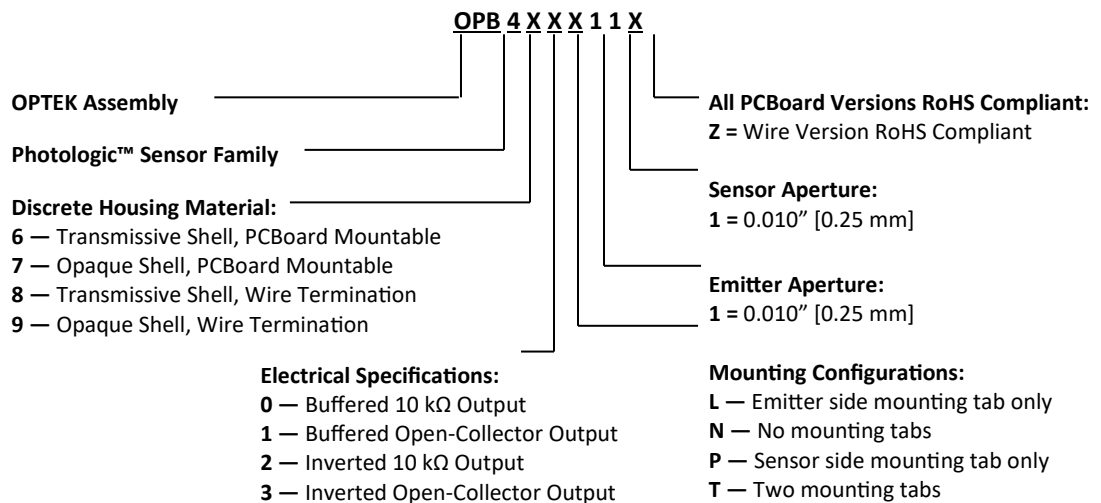 OPB 4 X X X 1 1 X
OPTEK Assembly
Photologic™ Sensor Family
Discrete Housing Material:
6 — Transmissive Shell, PCBoard Mountable
7 — Opaque Shell, PCBoard Mountable
8 — Transmissive Shell, Wire Termination
9 — Opaque Shell, Wire Termination
Electrical Specifications:
0 — Buffered 10 kΩ Output
1 — Buffered Open-Collector Output
2 — Inverted 10 kΩ Output
3 — Inverted Open-Collector Output
All PCBoard Versions RoHS Compliant:
Z = Wire Version RoHS Compliant
Sensor Aperture:
1 = 0.010” [0.25 mm]
Emitter Aperture:
1 = 0.010” [0.25 mm]
Mounting Configurations:
L — Emitter side mounting tab only
N — No mounting tabs
P — Sensor side mounting tab only
T — Two mounting tabs